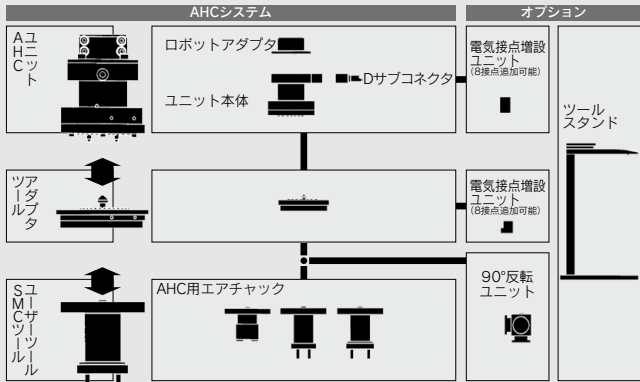 AHCシステム
オプション
AHC
ユニット
ロボットアダプタ
Dサブコネクタ
ユニット本体
電気接点増設
ユニット
(8接点追加可能)
ツール
スタンド
ツール
アダプタ
電気接点増設
ユニット
(8接点追加可能)
SMCツール
ユーザーツール
AHC用エアチャック
90°反転
ユニット